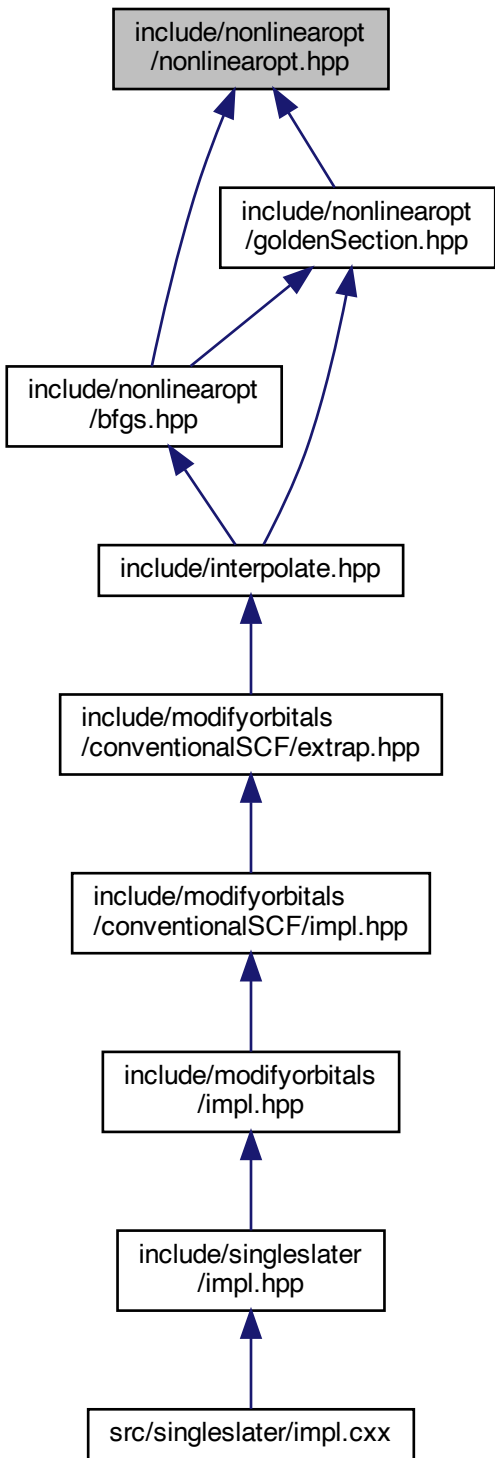 include/nonlinearopt
/nonlinearopt.hpp
include/nonlinearopt
/goldenSection.hpp
include/nonlinearopt
/bfgs.hpp
include/interpolate.hpp
include/modifyorbitals
/conventionalSCF/extrap.hpp
include/modifyorbitals
/conventionalSCF/impl.hpp
include/modifyorbitals
/impl.hpp
include/singleslater
/impl.hpp
src/singleslater/impl.cxx